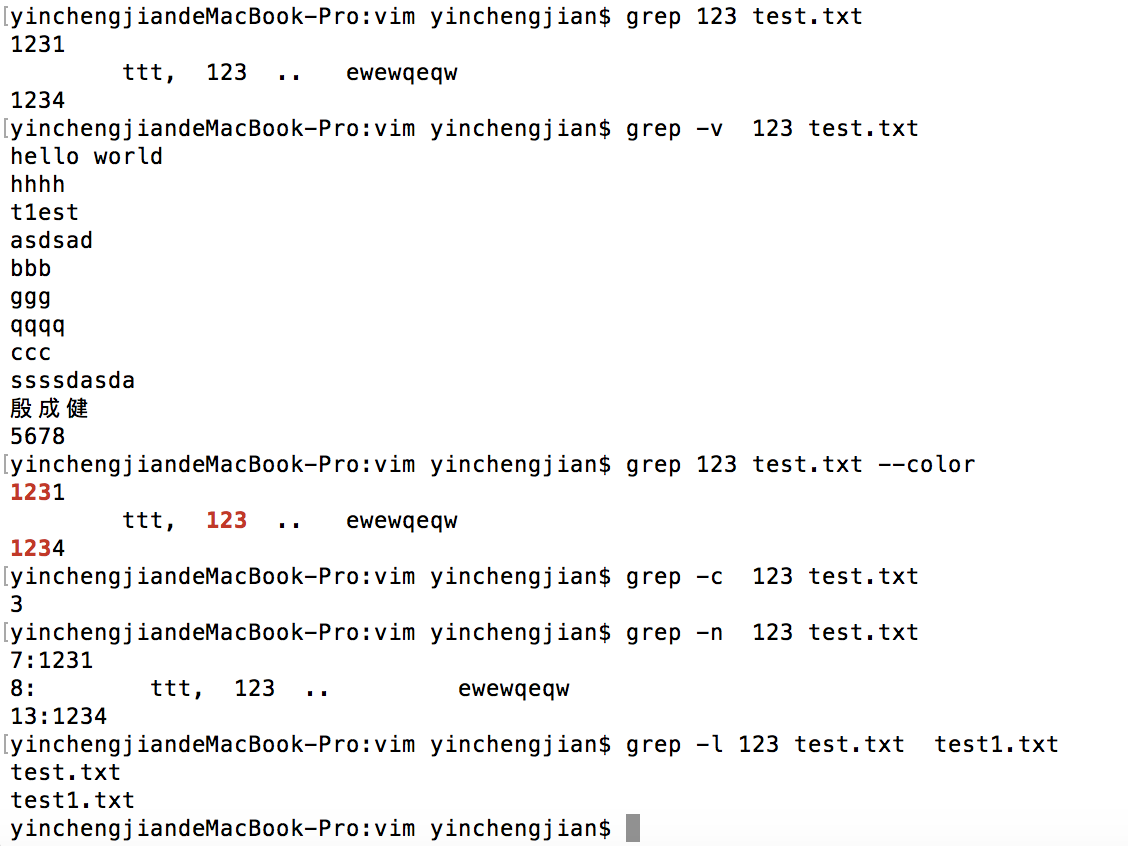 [yinchengjiandeMacBook-Pro:vim yinchengjian$ grep 123 test.txt
1231
        ttt,  123  ..   ewewqeqw
1234
[yinchengjiandeMacBook-Pro:vim yinchengjian$ grep -v  123 test.txt
hello world
hhhh
t1est
asdsad
bbb
ggg
qqqq
ccc
ssssdasda
殷成健
5678
[yinchengjiandeMacBook-Pro:vim yinchengjian$ grep 123 test.txt --color
1231
        ttt,  123  ..   ewewqeqw
1234
[yinchengjiandeMacBook-Pro:vim yinchengjian$ grep -c  123 test.txt
3
[yinchengjiandeMacBook-Pro:vim yinchengjian$ grep -n  123 test.txt
7:1231
8:        ttt,  123  ..         ewewqeqw
13:1234
[yinchengjiandeMacBook-Pro:vim yinchengjian$ grep -l 123 test.txt  test1.txt
test.txt
test1.txt
yinchengjiandeMacBook-Pro:vim yinchengjian$